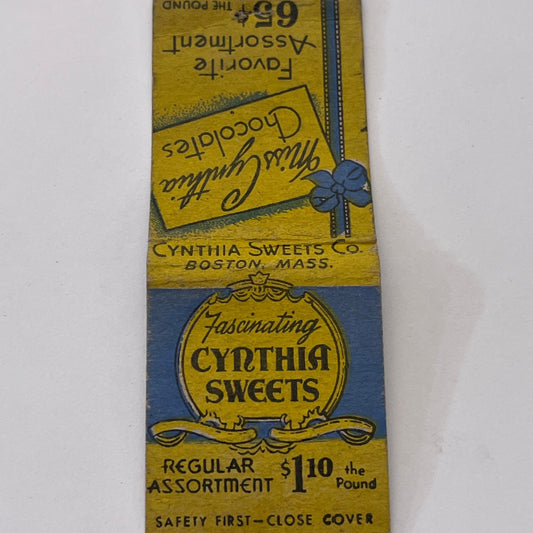 Miss Cynthia
Chocolates
Favorite
Assortment
65¢ THE POUND
CYNTHIA SWEETS CO.
BOSTON, MASS.
Fascinating
CYNTHIA
SWEETS
REGULAR
ASSORTMENT $1.10 the
Pound
SAFETY FIRST—CLOSE COVER